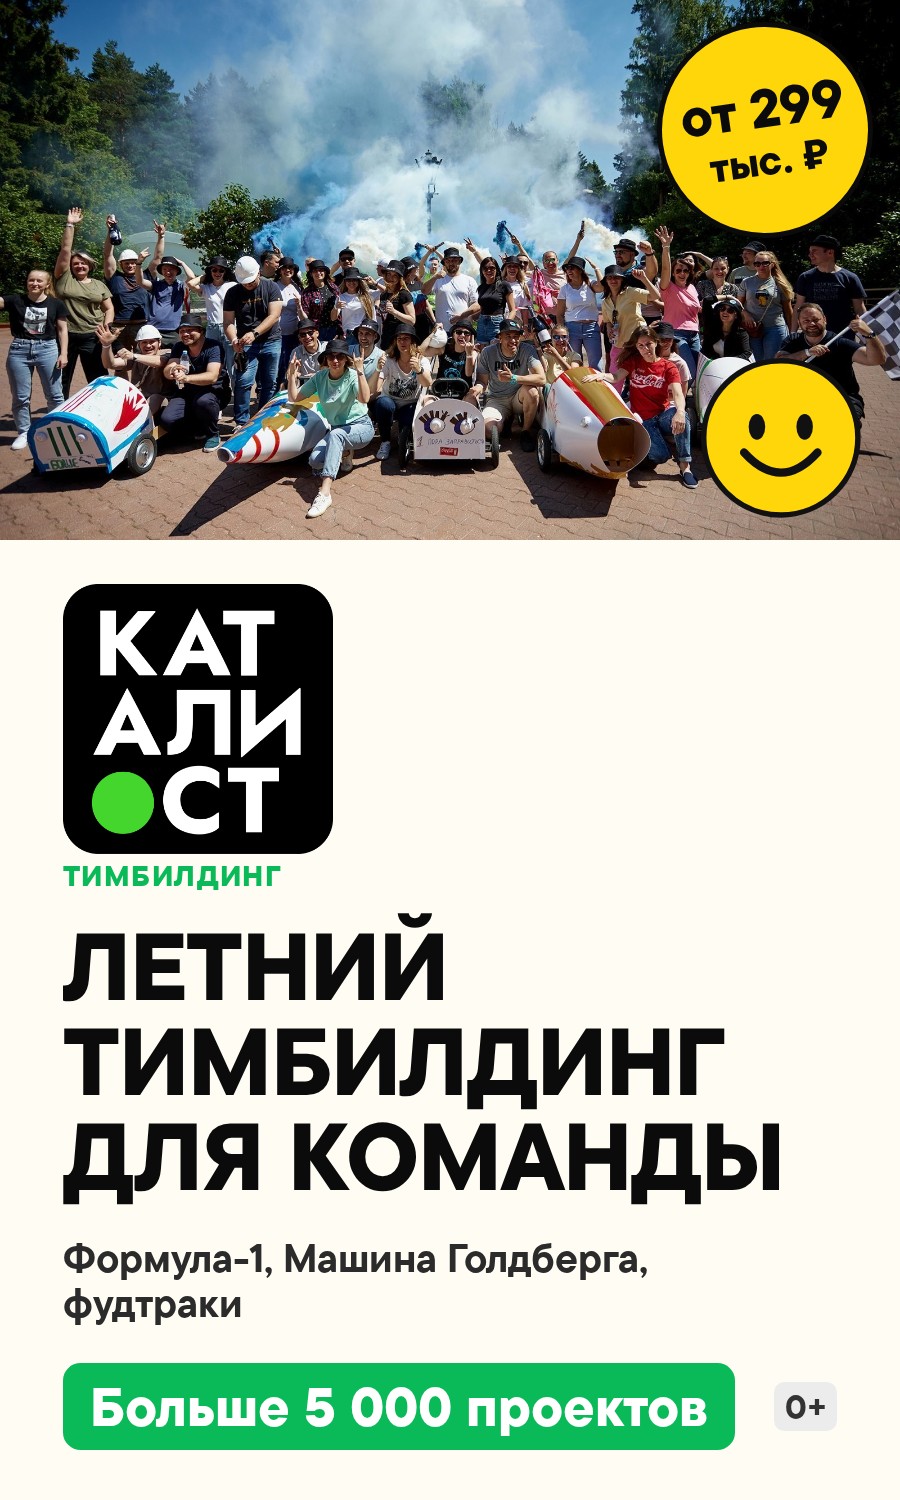 от 299
тыс. ₽
КАТ
АЛИ
СТ
ТИМБИЛДИНГ
ЛЕТНИЙ
ТИМБИЛДИНГ
ДЛЯ КОМАНДЫ
Формула-1, Машина Голдберга,
фудтраки
Больше 5 000 проектов
0+